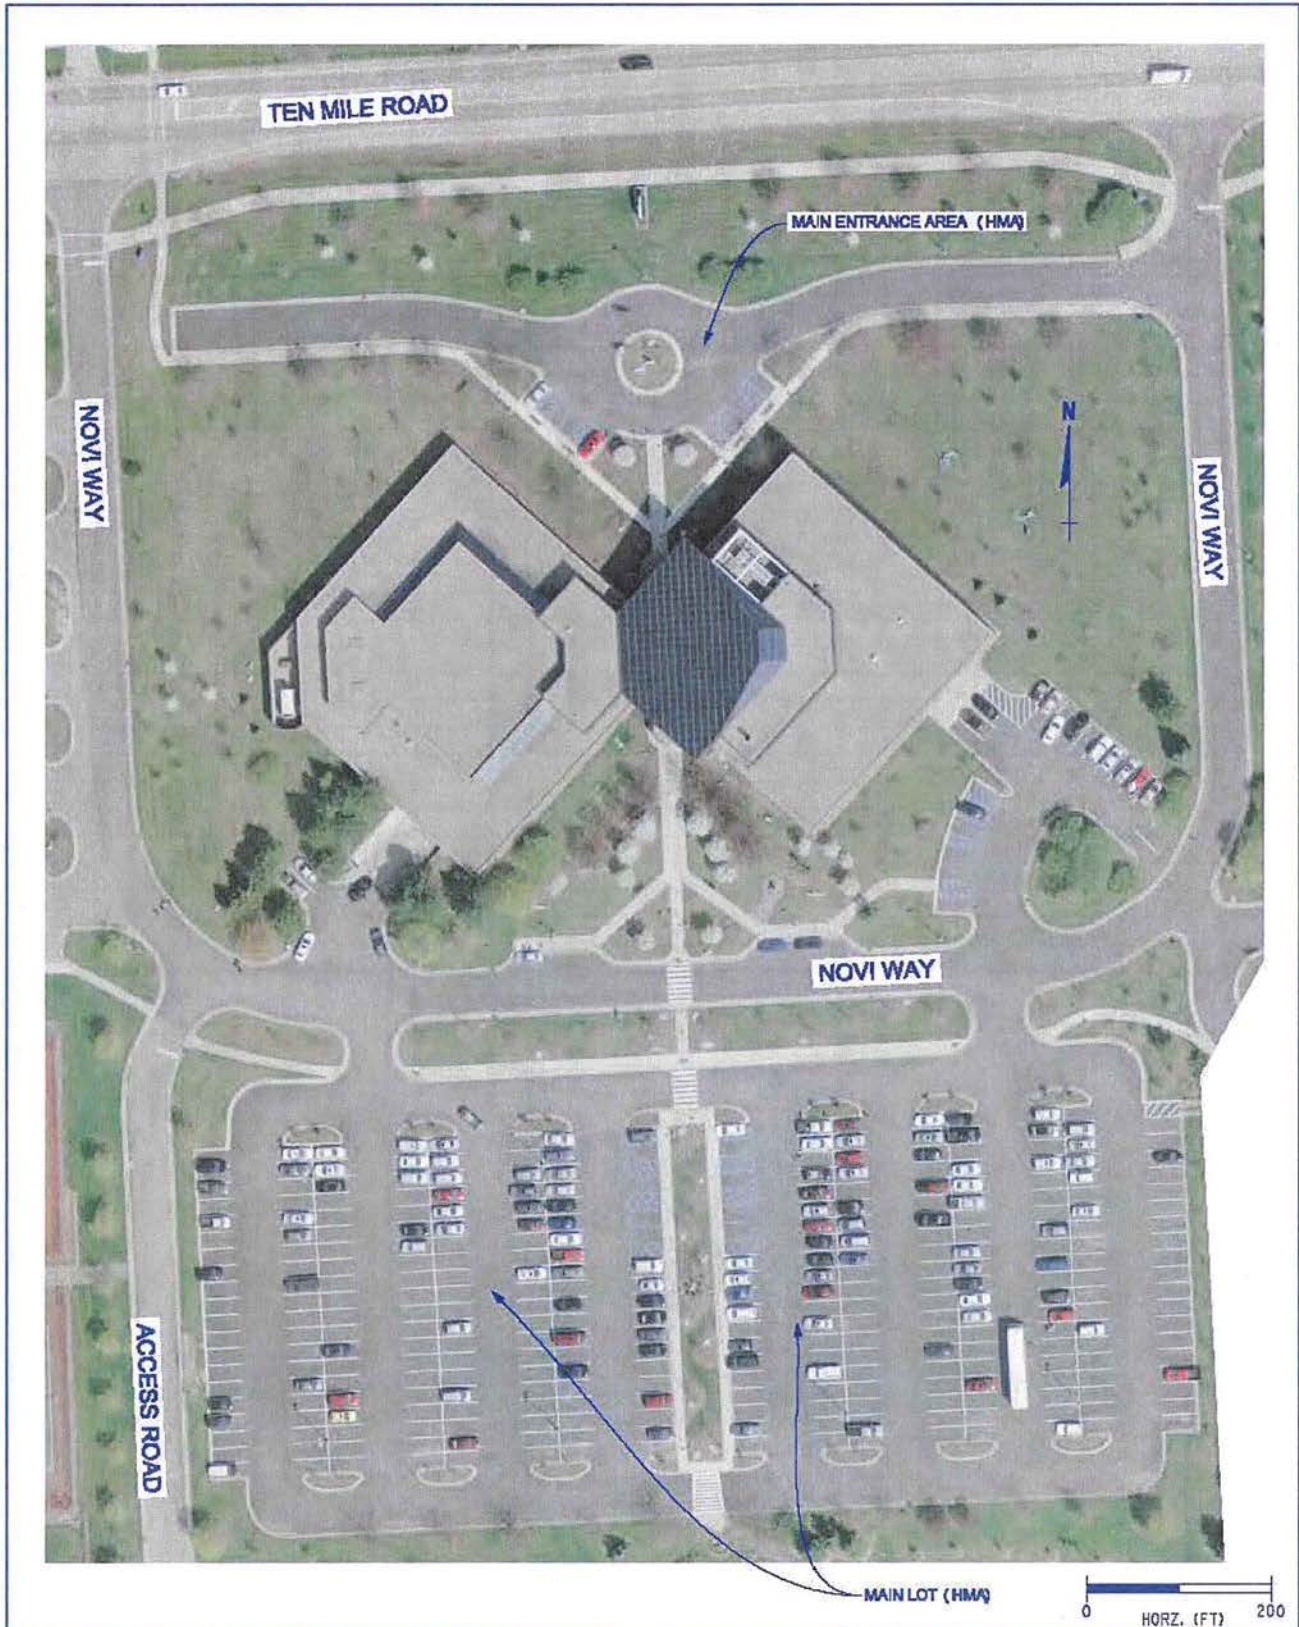 TEN MILE ROAD
MAIN ENTRANCE AREA (HMA)
NOVI WAY
N
NOVI WAY
NOVI WAY
ACCESS ROAD
MAIN LOT (HMA)
0 200
HORZ. (FT)